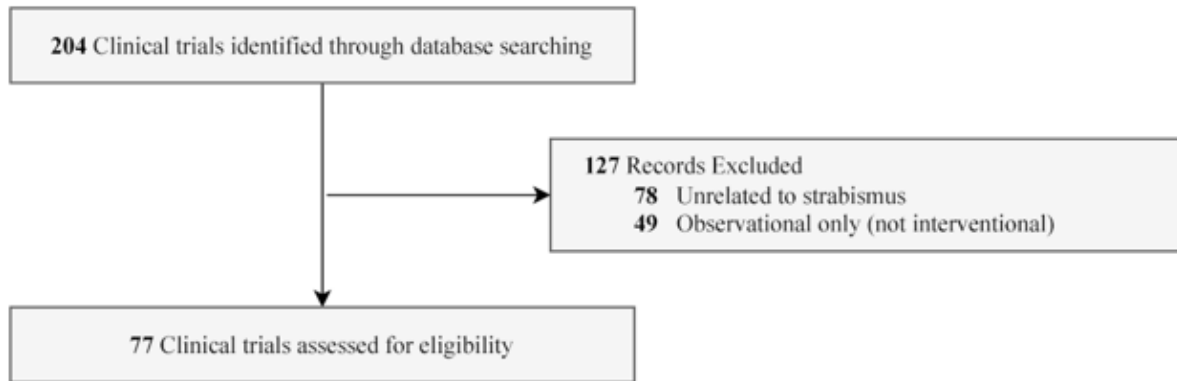 204 Clinical trials identified through database searching
127 Records Excluded
78 Unrelated to strabismus
49 Observational only (not interventional)
77 Clinical trials assessed for eligibility